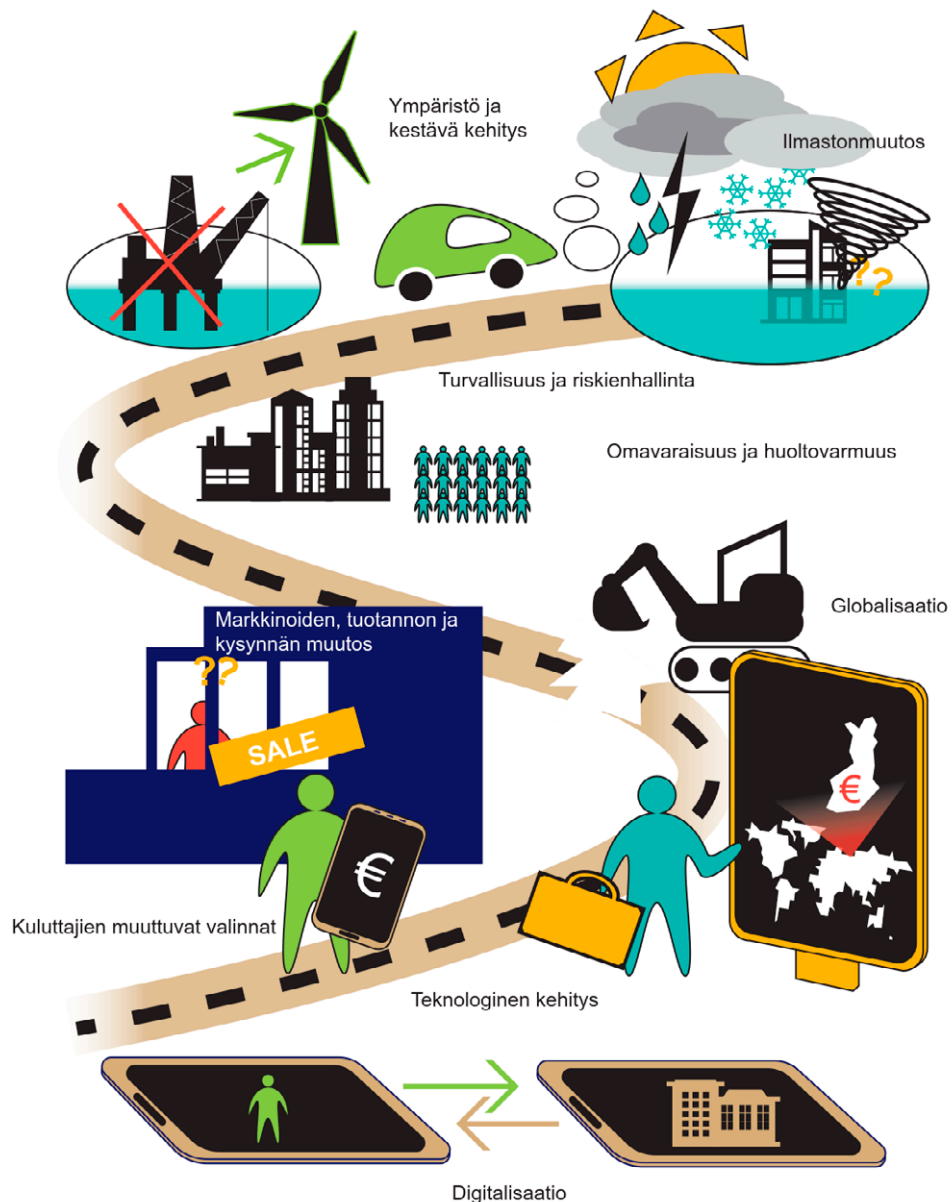 Ympäristö ja
kestävä kehitys
Ilmastonmuutos
??
Turvallisuus ja riskienhallinta
Omavaraisuus ja huoltovarmuus
Globalisaatio
Markkinoiden, tuotannon ja
kysynnän muutos
??
SALE
€
€
Kuluttajien muuttuvat valinnat
Teknologinen kehitys
Digitalisaatio